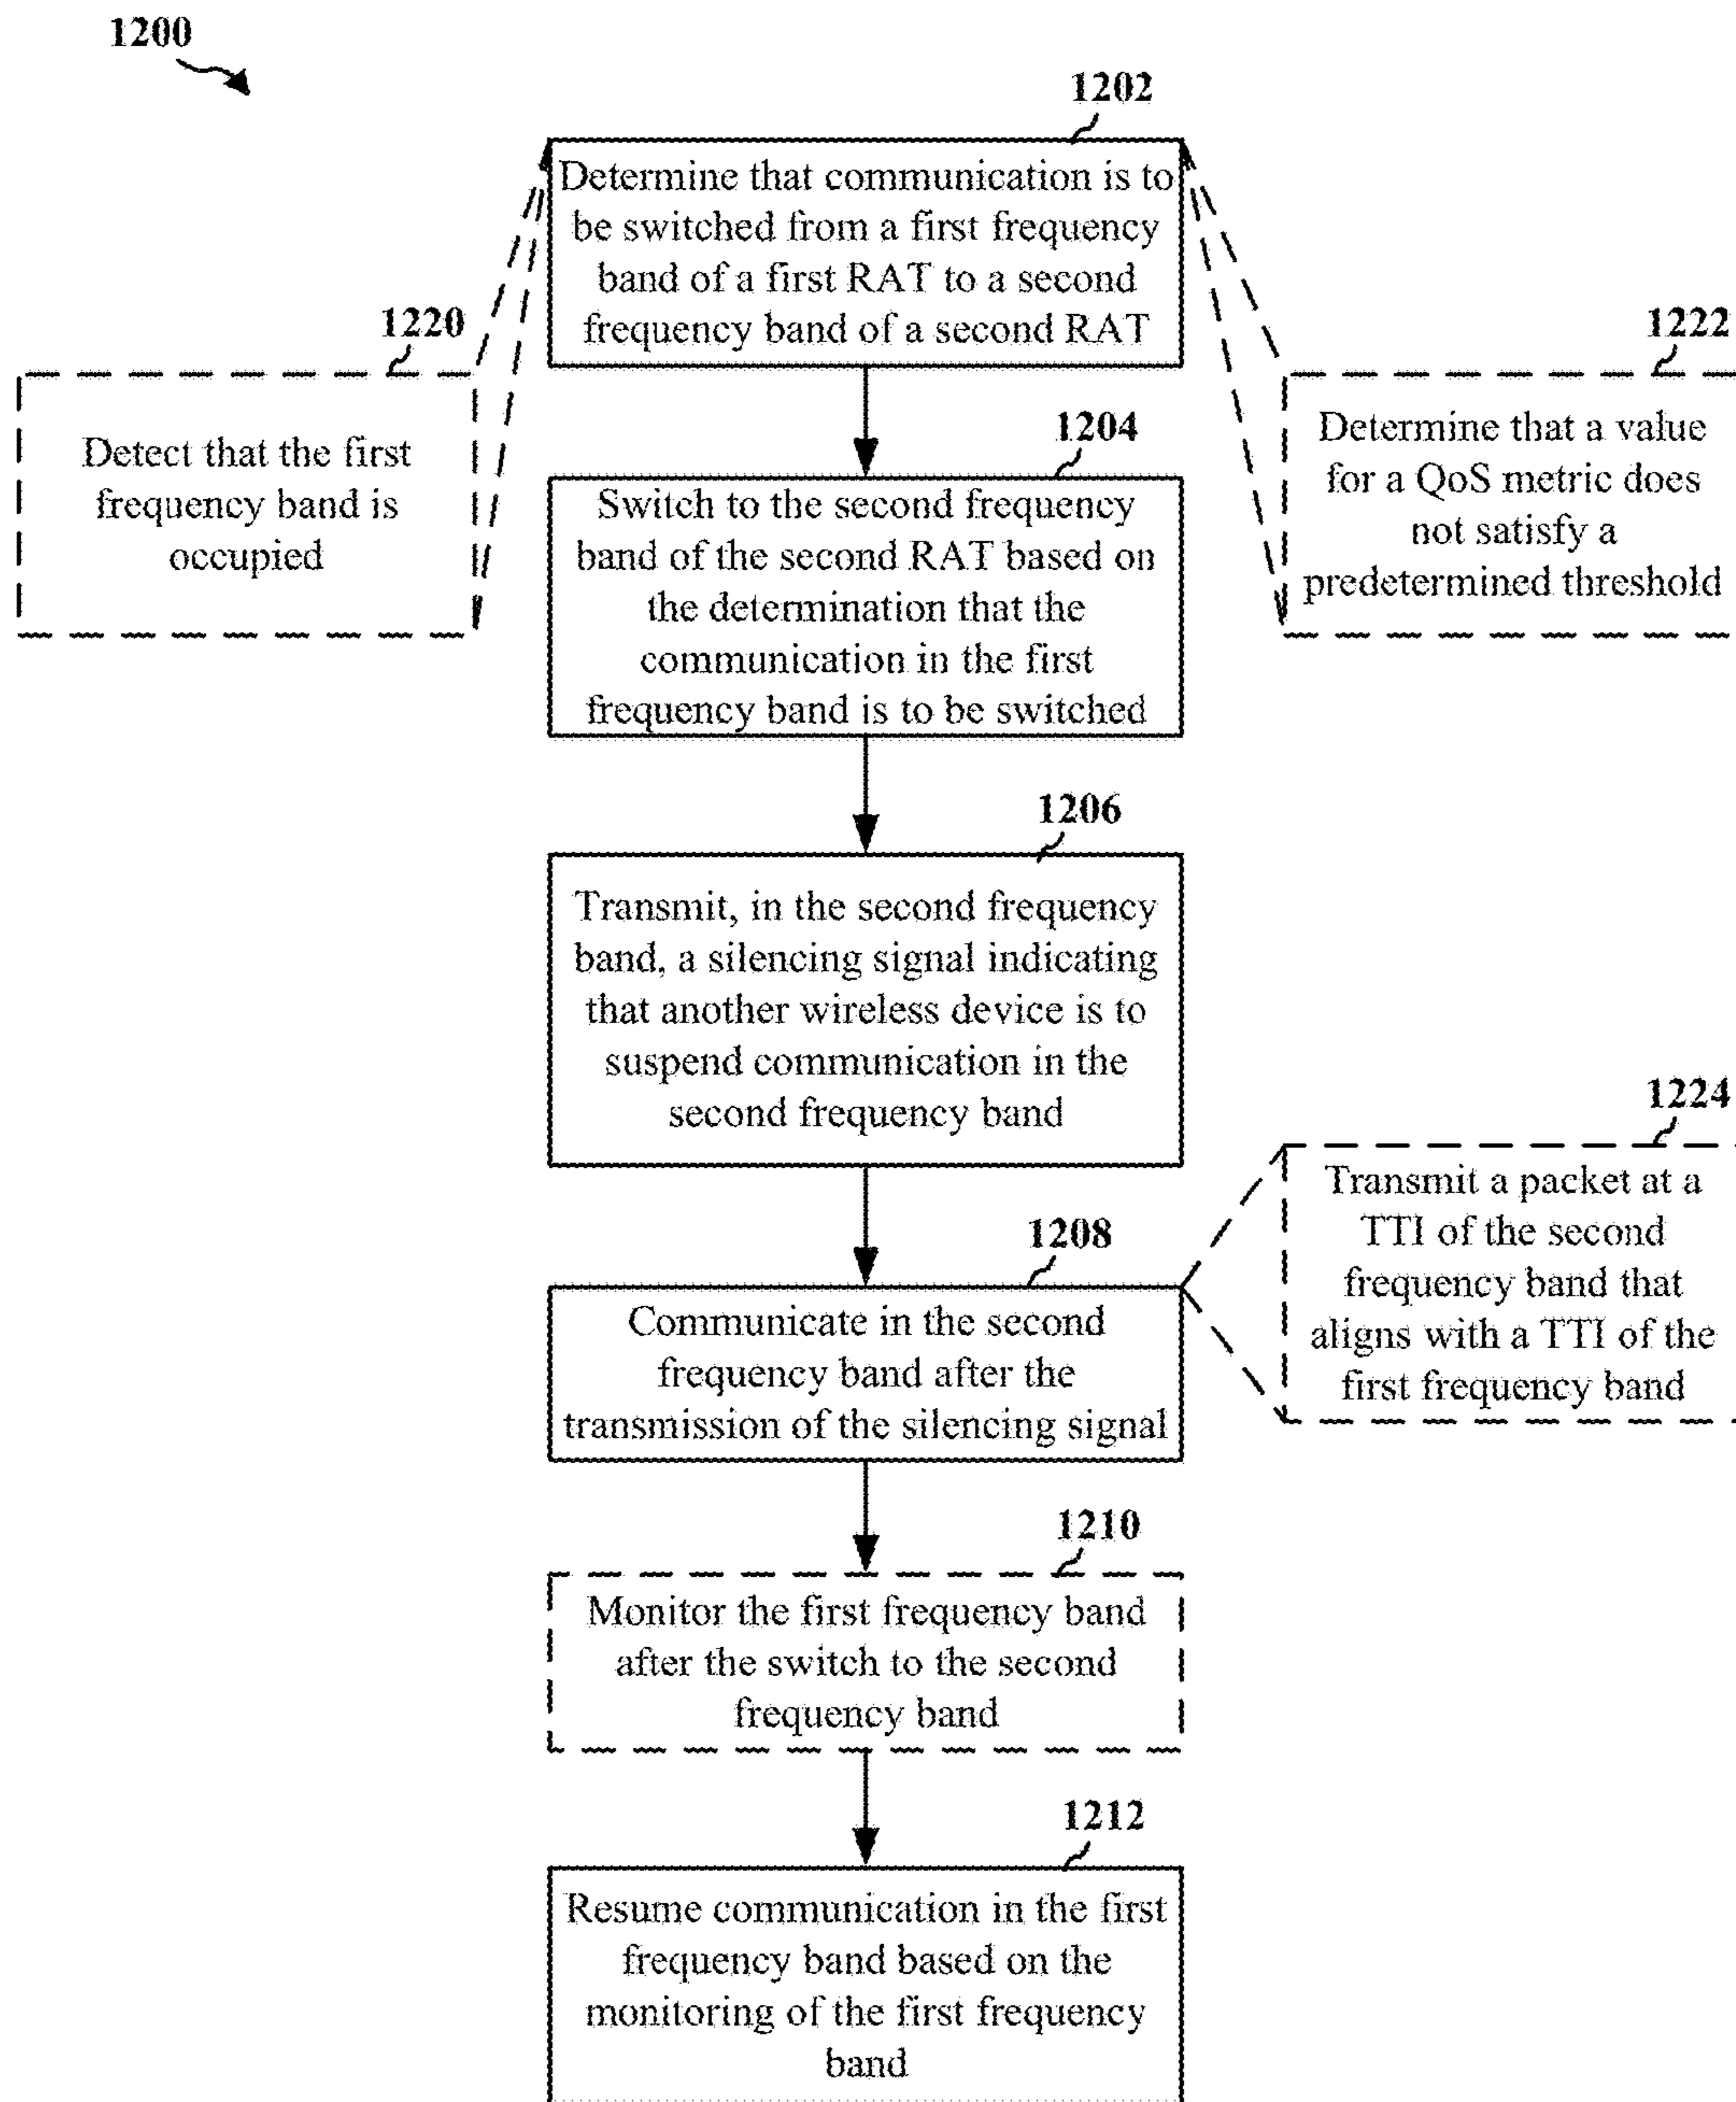 1200
1202
Determine that communication is to
be switched from a first frequency
band of a first RAT to a second
frequency band of a second RAT
1220
Detect that the first
frequency band is
occupied
1222
Determine that a value
for a QoS metric does
not satisfy a
predetermined threshold
1204
Switch to the second frequency
band of the second RAT based on
the determination that the
communication in the first
frequency band is to be switched
1206
Transmit, in the second frequency
band, a silencing signal indicating
that another wireless device is to
suspend communication in the
second frequency band
1208
Communicate in the second
frequency band after the
transmission of the silencing signal
1224
Transmit a packet at a
TTI of the second
frequency band that
aligns with a TTI of the
first frequency band
1210
Monitor the first frequency band
after the switch to the second
frequency band
1212
Resume communication in the first
frequency band based on the
monitoring of the first frequency
band